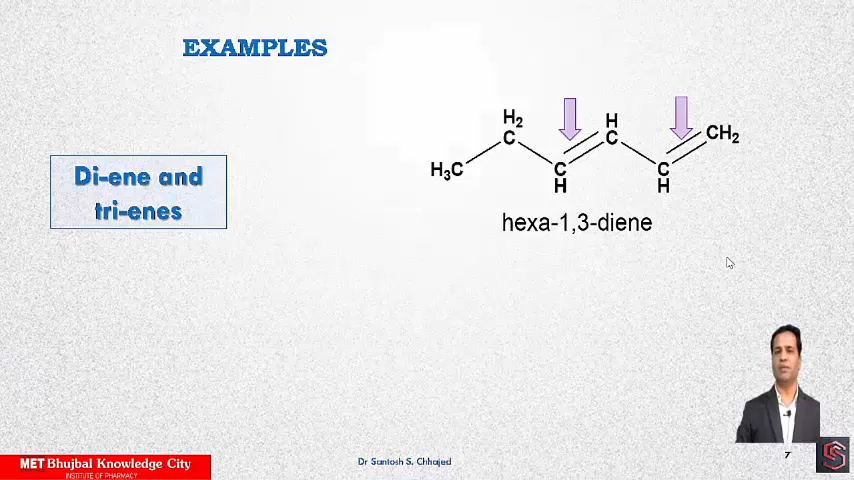 EXAMPLES
Di-ene and
tri-enes
H2
C
H3C
C
H
H
C
C
H
CH2
hexa-1,3-diene
MET Bhujbal Knowledge City
INSTITUTE OF PHARMACY
Dr Santosh S. Chhajed
7